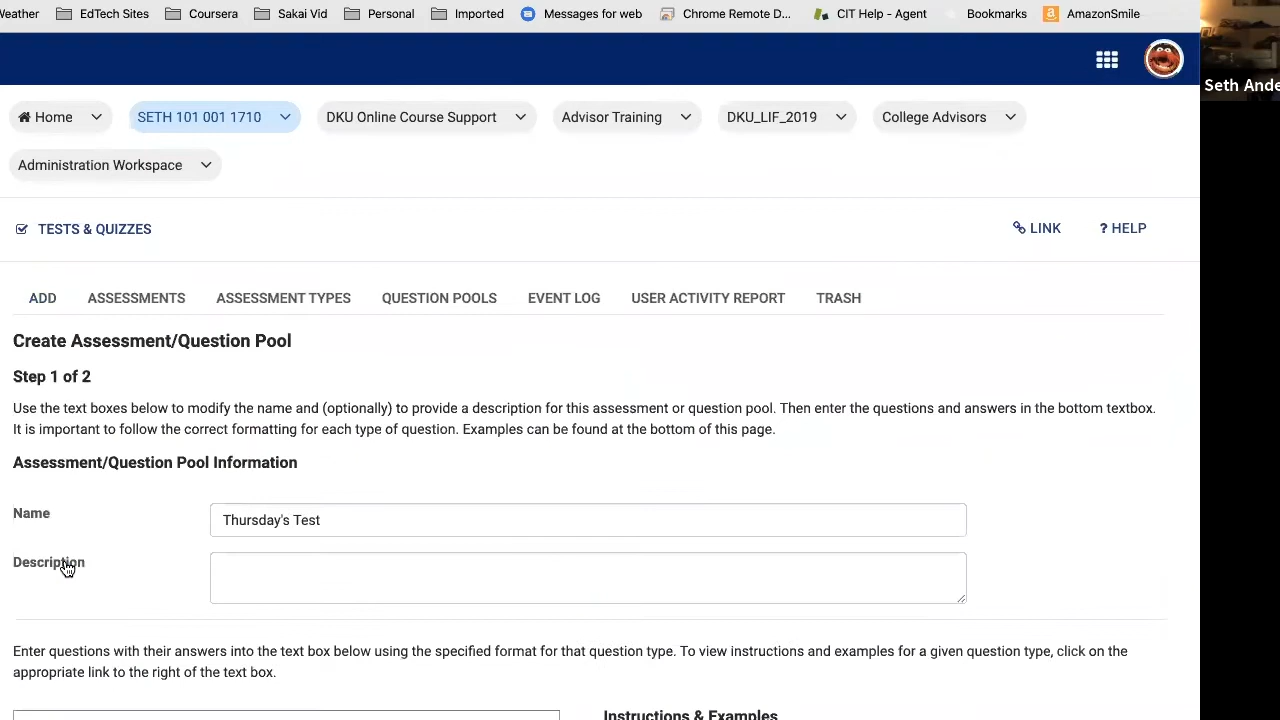 Weather EdTech Sites Coursera Sakai Vid Personal Imported Messages for web Chrome Remote D... CIT Help - Agent Bookmarks AmazonSmile
Seth Ande
Home SETH 101 001 1710 DKU Online Course Support Advisor Training DKU_LIF_2019 College Advisors
Administration Workspace
TESTS & QUIZZES LINK ? HELP
ADD ASSESSMENTS ASSESSMENT TYPES QUESTION POOLS EVENT LOG USER ACTIVITY REPORT TRASH
Create Assessment/Question Pool
Step 1 of 2
Use the text boxes below to modify the name and (optionally) to provide a description for this assessment or question pool. Then enter the questions and answers in the bottom textbox.
It is important to follow the correct formatting for each type of question. Examples can be found at the bottom of this page.
Assessment/Question Pool Information
Name Thursday's Test
Description
Enter questions with their answers into the text box below using the specified format for that question type. To view instructions and examples for a given question type, click on the
appropriate link to the right of the text box.
Instructions & Examples